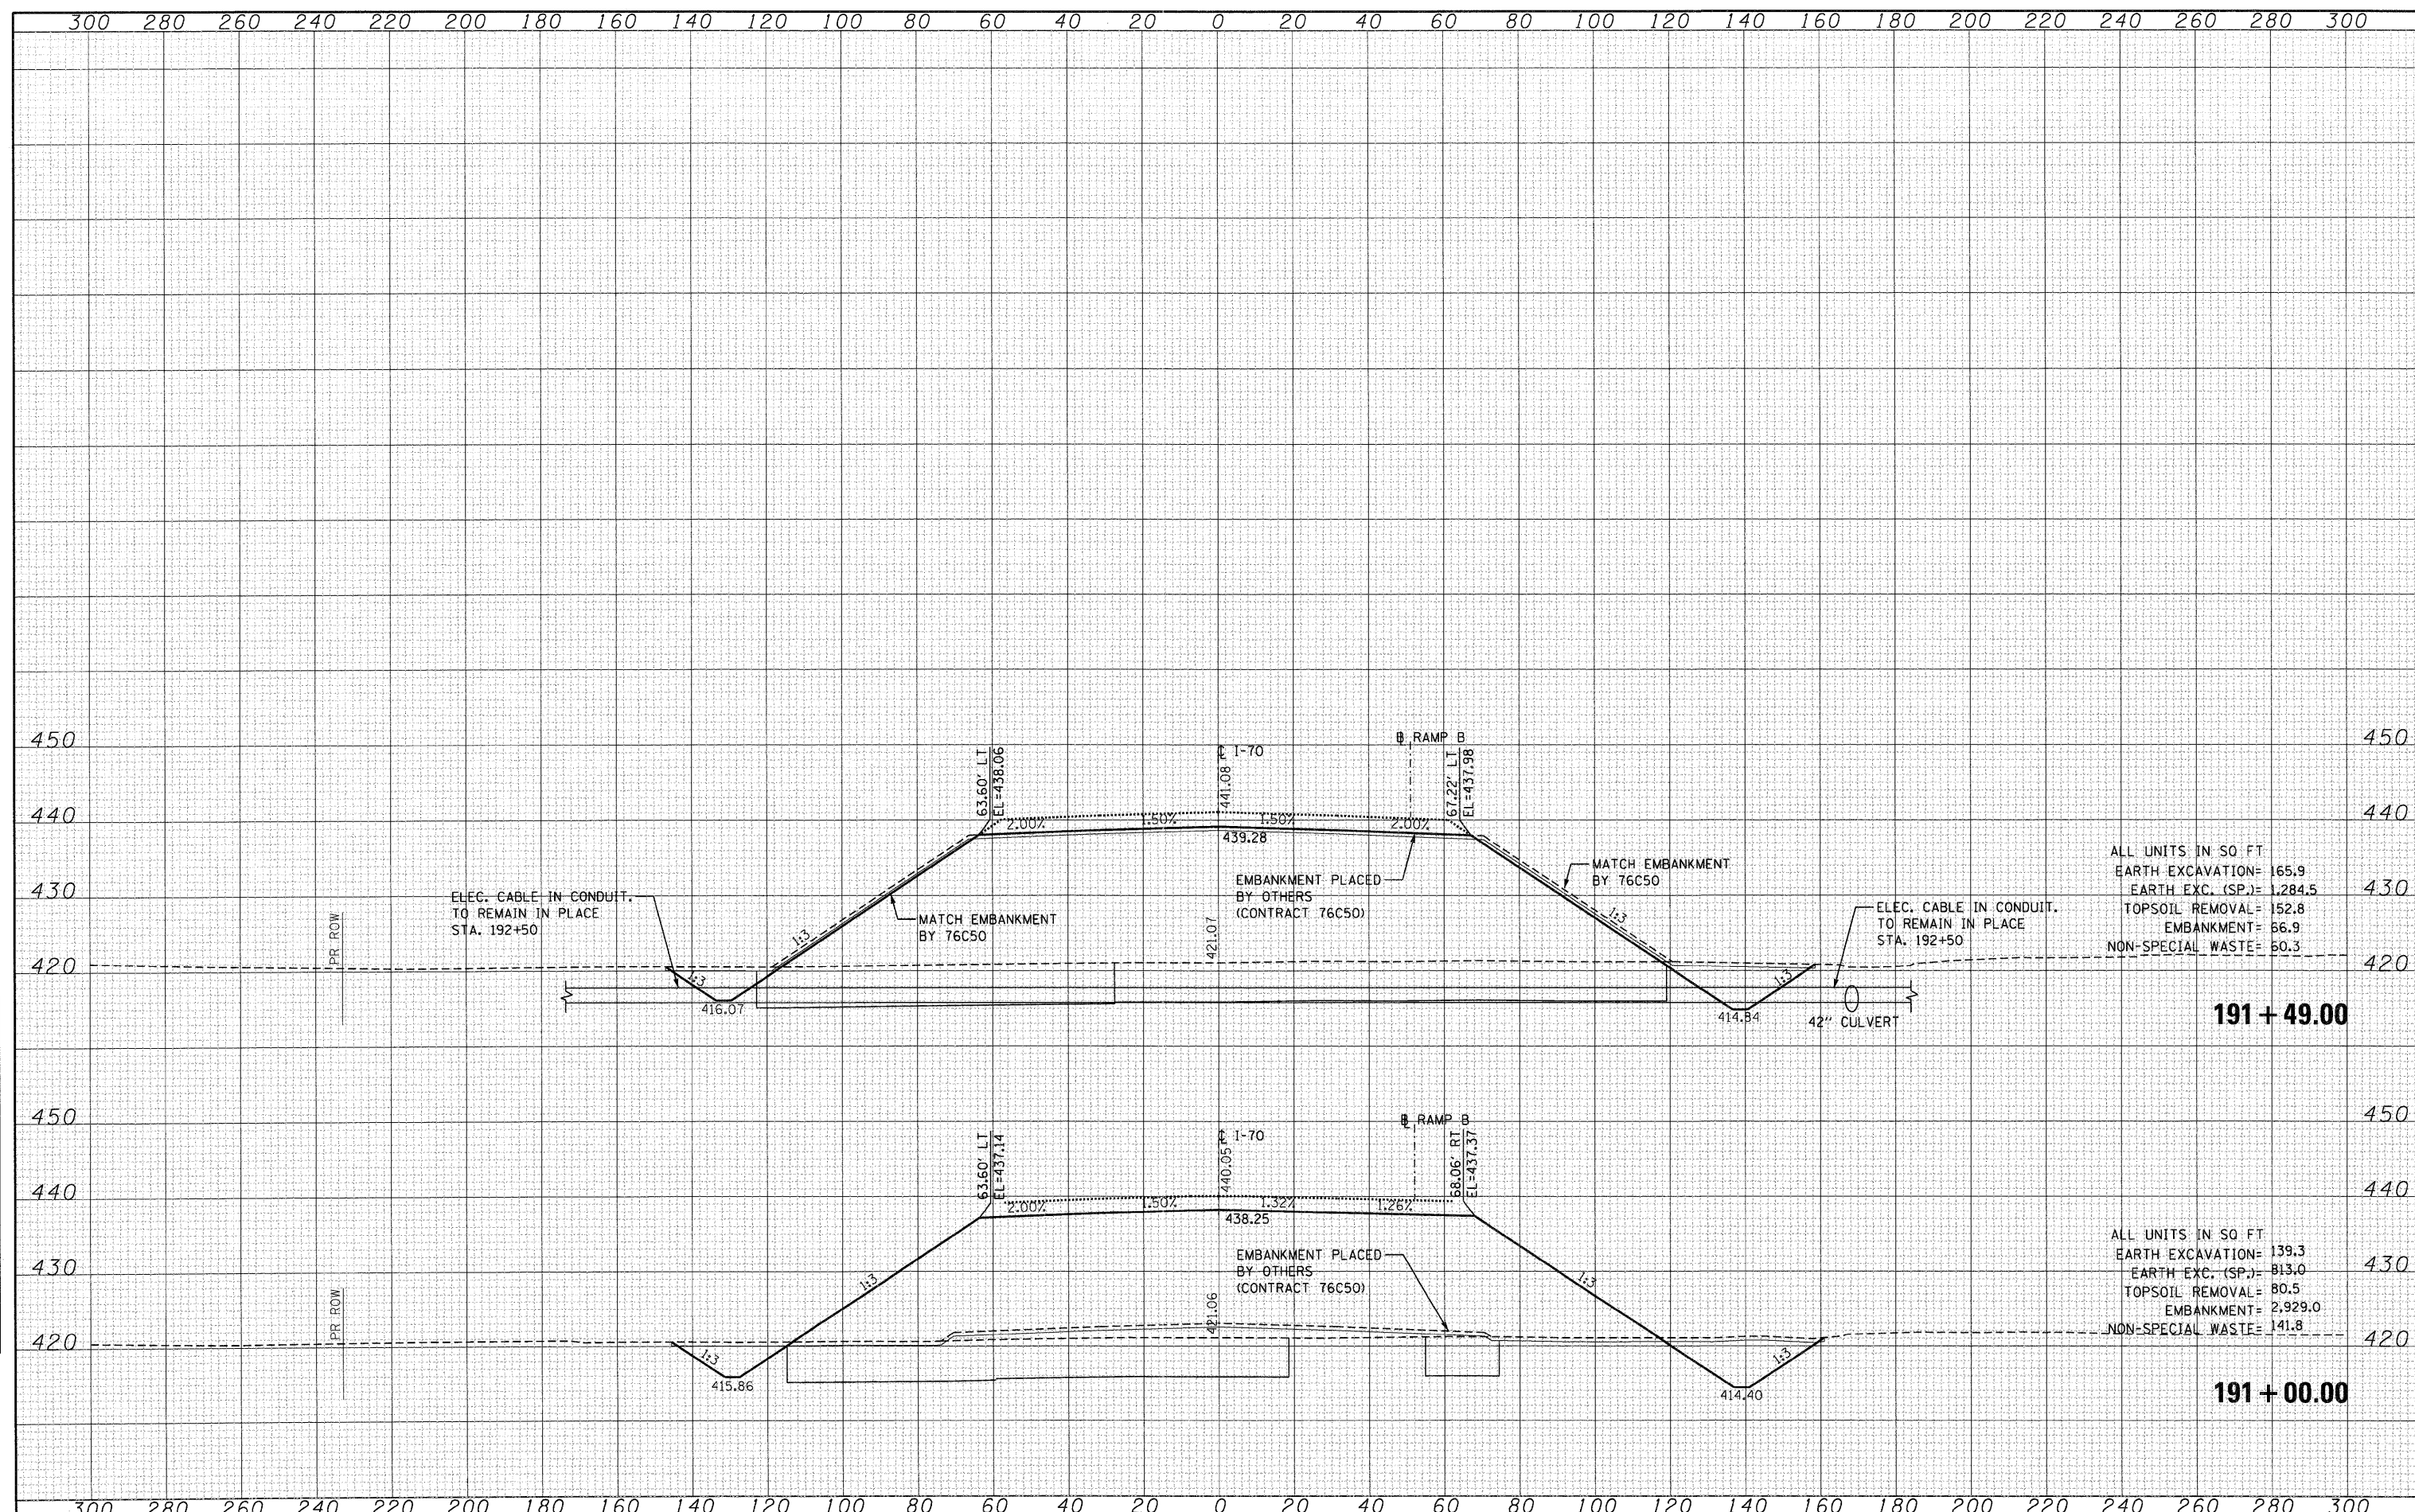 300 280 260 240 220 200 180 160 140 120 100 80 60 40 20 0 20 40 60 80 100 120 140 160 180 200 220 240 260 280 300
450
450
63.60' LT
EL=438.06
℄ I-70
441.08
RAMP B
67.22' LT
EL=437.98
440
440
2.00%
1.50%
1.50%
2.00%
439.28
EMBANKMENT PLACED
BY OTHERS
(CONTRACT 76C50)
MATCH EMBANKMENT
BY 76C50
ALL UNITS IN SQ FT
EARTH EXCAVATION= 165.9
EARTH EXC. (SP.)= 1,284.5
TOPSOIL REMOVAL= 152.8
EMBANKMENT= 66.9
NON-SPECIAL WASTE= 60.3
430
430
ELEC. CABLE IN CONDUIT.
TO REMAIN IN PLACE
STA. 192+50
MATCH EMBANKMENT
BY 76C50
ELEC. CABLE IN CONDUIT.
TO REMAIN IN PLACE
STA. 192+50
PR ROW
1:3
421.07
1:3
420
420
1:3
1:3
416.07
414.84
42" CULVERT
191+49.00
450
450
63.60' LT
EL=437.14
℄ I-70
440.05
RAMP B
68.06' RT
EL=437.37
440
440
2.00%
1.50%
1.32%
1.26%
438.25
EMBANKMENT PLACED
BY OTHERS
(CONTRACT 76C50)
ALL UNITS IN SQ FT
EARTH EXCAVATION= 139.3
EARTH EXC. (SP.)= 813.0
TOPSOIL REMOVAL= 80.5
EMBANKMENT= 2,929.0
NON-SPECIAL WASTE= 141.8
430
430
1:3
1:3
PR ROW
421.06
420
420
1:3
1:3
415.86
414.40
191+00.00
300 280 260 240 220 200 180 160 140 120 100 80 60 40 20 0 20 40 60 80 100 120 140 160 180 200 220 240 260 280 300